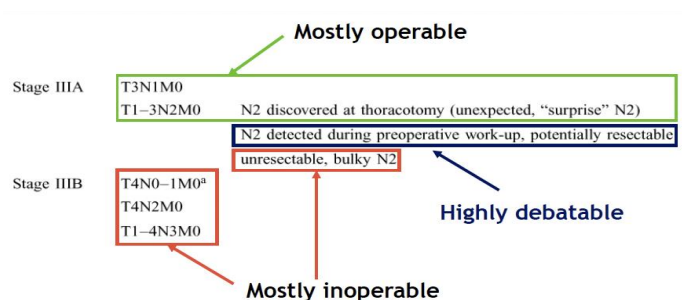 Mostly operable
Stage IIIA T3N1M0
T1–3N2M0 N2 discovered at thoracotomy (unexpected, “surprise” N2)
N2 detected during preoperative work-up, potentially resectable
unresectable, bulky N2
Stage IIIB T4N0–1M0ᵃ
T4N2M0
T1–4N3M0
Highly debatable
Mostly inoperable